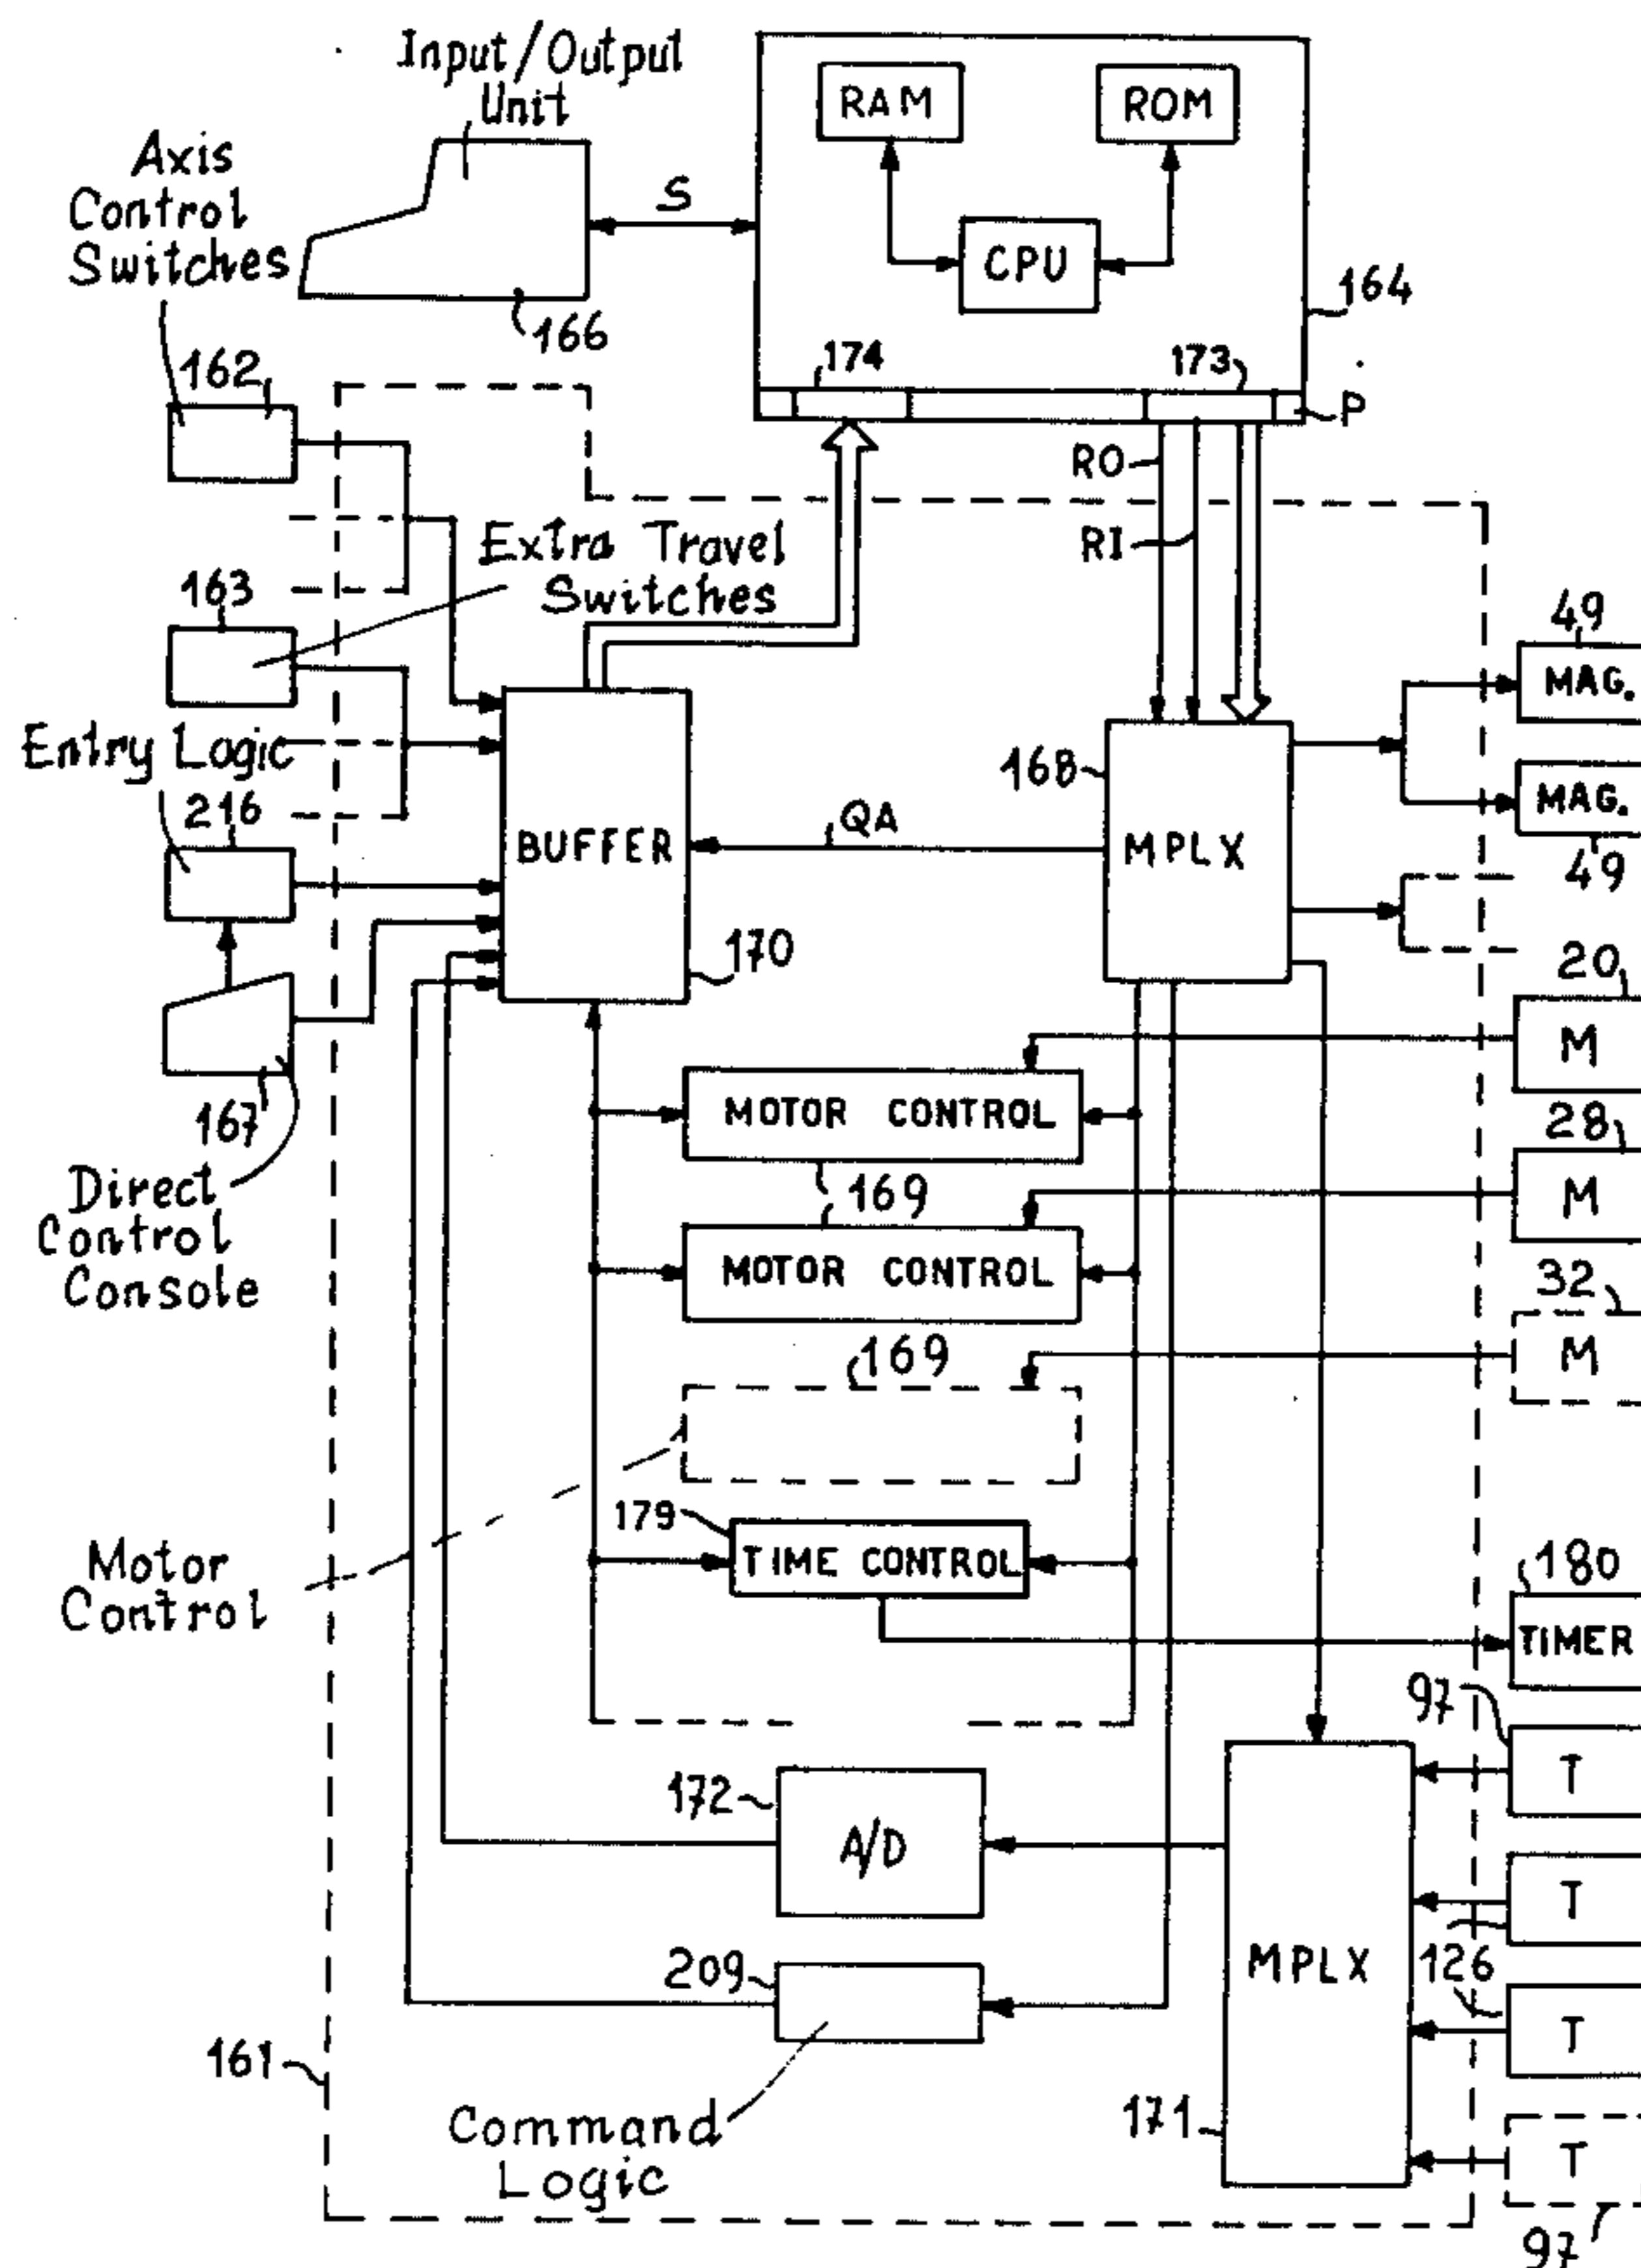 Input/Output
Unit
Axis
Control
Switches
RAM
ROM
S
CPU
164
166
162
174
173
P
RO
RI
Extra Travel
Switches
163
49
MAG.
Entry Logic
168
216
BUFFER
QA
MPLX
MAG.
49
170
20
M
167
MOTOR CONTROL
28
Direct
Control
Console
169
M
MOTOR CONTROL
32
169
M
179
Motor
Control
TIME CONTROL
180
TIMER
97
172
T
A/D
T
209
MPLX
126
T
161
Command
Logic
171
T
97